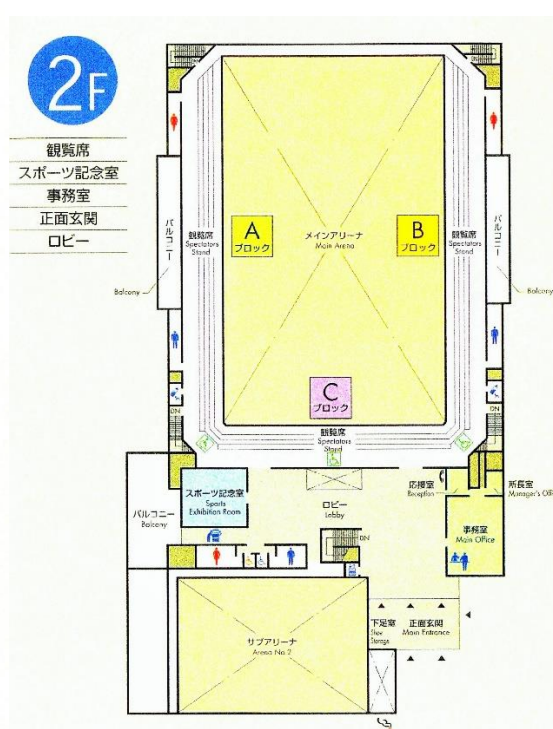 2F
観覧席
スポーツ記念室
事務室
正面玄関
ロビー
バルコニー
Balcony
観覧席
Spectators
Stand
A
ブロック
メインアリーナ
Main Arena
B
ブロック
観覧席
Spectators
Stand
バルコニー
Balcony
C
ブロック
DN
DN
観覧席
Spectators
Stand
バルコニー
Balcony
スポーツ記念室
Sports
Exhibition Room
ロビー
Lobby
応接室
Reception
所長室
Manager's Offi
事務室
Main Office
DN
サブアリーナ
Arena No.2
下足室
Shoe
Storage
正面玄関
Main Entrance